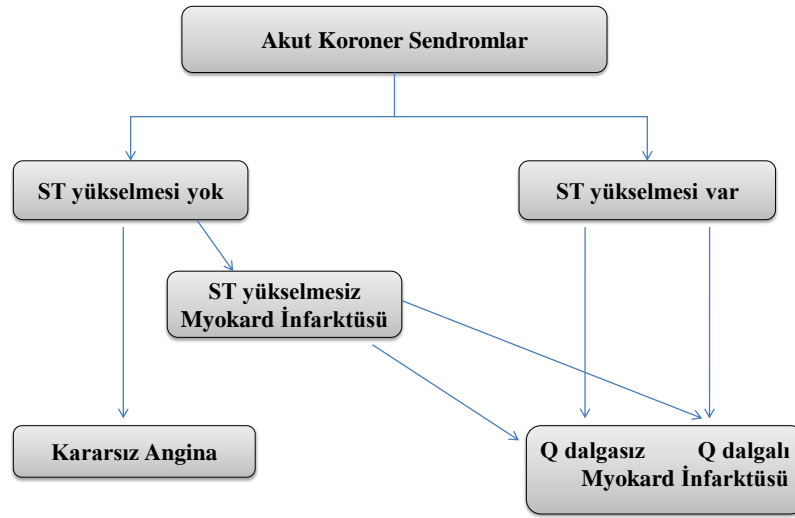 Akut Koroner Sendromlar
ST yükselmesi yok
ST yükselmesi var
ST yükselmesiz
Myokard İnfarktüsü
Kararsız Angina
Q dalgasız Q dalgalı
Myokard İnfarktüsü